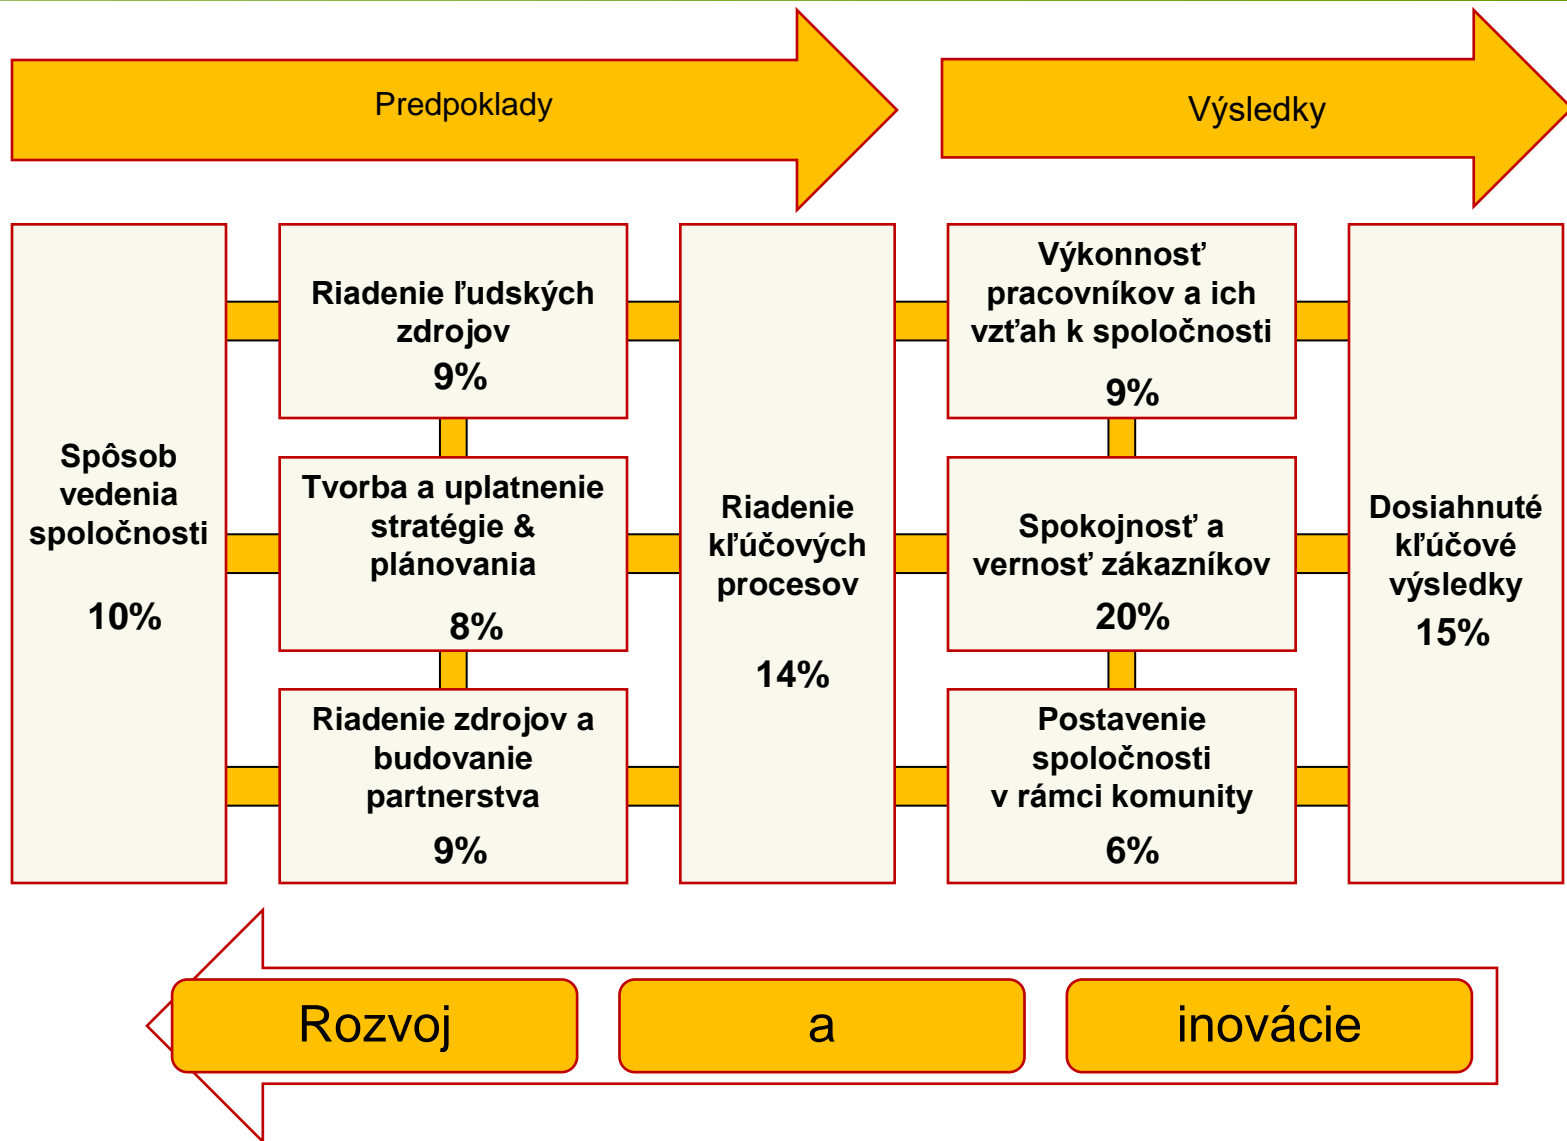 Predpoklady
Výsledky
Spôsob
vedenia
spoločnosti
10%
Riadenie ľudských
zdrojov
9%
Tvorba a uplatnenie
stratégie &
plánovania
8%
Riadenie zdrojov a
budovanie
partnerstva
9%
Riadenie
kľúčových
procesov
14%
Výkonnosť
pracovníkov a ich
vzťah k spoločnosti
9%
Spokojnosť a
vernosť zákazníkov
20%
Postavenie
spoločnosti
v rámci komunity
6%
Dosiahnuté
kľúčové
výsledky
15%
Rozvoj
a
inovácie